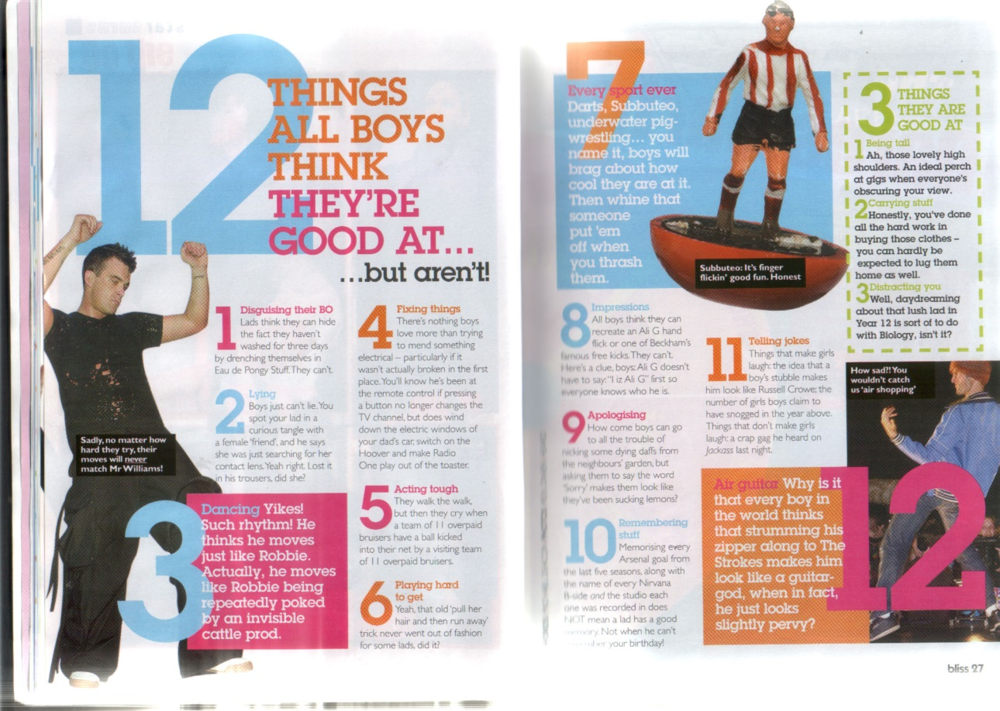 12
THINGS
ALL BOYS
THINK
THEY'RE
GOOD AT...
...but aren't!
Sadly, no matter how
hard they try, their
moves will never
match Mr Williams!
1 Disguising their BO
Lads think they can hide
the fact they haven't
washed for three days
by drenching themselves in
Eau de Pongy Stuff. They can't.
2 Lying
Boys just can't lie. You
spot your lad in a
curious tangle with
a female 'friend', and he says
she was just searching for her
contact lens. Yeah right. Lost it
in his trousers, did she?
3
Dancing Yikes!
Such rhythm! He
thinks he moves
just like Robbie.
Actually, he moves
like Robbie being
repeatedly poked
by an invisible
cattle prod.
4 Fixing things
There's nothing boys
love more than trying
to mend something
electrical – particularly if it
wasn't actually broken in the first
place. You'll know he's been at
the remote control if pressing
a button no longer changes the
TV channel, but does wind
down the electric windows of
your dad's car, switch on the
Hoover and make Radio
One play out of the toaster.
5 Acting tough
They walk the walk,
but then they cry when
a team of 11 overpaid
bruisers have a ball kicked
into their net by a visiting team
of 11 overpaid bruisers.
6 Playing hard
to get
Yeah, that old 'pull her
hair and then run away'
trick never went out of fashion
for some lads, did it?
7
Every sport ever
Darts, Subbuteo,
underwater pig-
wrestling... you
name it, boys will
brag about how
cool they are at it.
Then whine that
someone
put 'em
off when
you thrash
them.
Subbuteo: It's finger
flickin' good fun. Honest
8 Impressions
All boys think they can
recreate an Ali G hand
flick or one of Beckham's
famous free kicks. They can't.
Here's a clue, boys: Ali G doesn't
have to say: "I iz Ali G" first so
everyone knows who he is.
9 Apologising
How come boys can go
to all the trouble of
nicking some dying daffs from
the neighbours' garden, but
asking them to say the word
'sorry' makes them look like
they've been sucking lemons?
10 Remembering
stuff
Memorising every
Arsenal goal from
the last five seasons, along with
the name of every Nirvana
B-side and the studio each
one was recorded in does
NOT mean a lad has a good
memory. Not when he can't
remember your birthday!
11 Telling jokes
Things that make girls
laugh: the idea that a
boy's stubble makes
him look like Russell Crowe; the
number of girls boys claim to
have snogged in the year above.
Things that don't make girls
laugh: a crap gag he heard on
Jackass last night.
Air guitar Why is it
that every boy in
the world thinks
that strumming his
zipper along to The
Strokes makes him
look like a guitar-
god, when in fact,
he just looks
slightly pervy?
12
3 THINGS
THEY ARE
GOOD AT
1 Being tall
Ah, those lovely high
shoulders. An ideal perch
at gigs when everyone's
obscuring your view.
2 Carrying stuff
Honestly, you've done
all the hard work in
buying those clothes –
you can hardly be
expected to lug them
home as well.
3 Distracting you
Well, daydreaming
about that lush lad in
Year 12 is sort of to do
with Biology, isn't it?
How sad?! You
wouldn't catch
us 'air shopping'
bliss 27